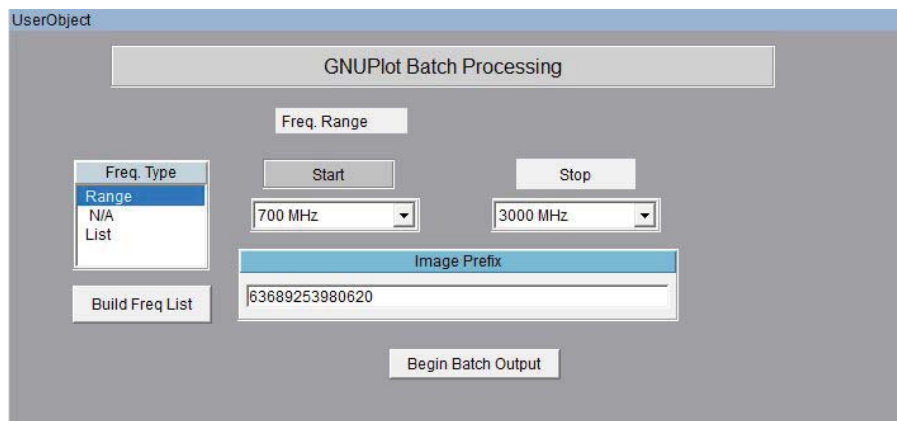 UserObject
GNUPlot Batch Processing
Freq. Range
Freq. Type
Range
N/A
List
Start
Stop
700 MHz
3000 MHz
Image Prefix
63689253980620
Build Freq List
Begin Batch Output